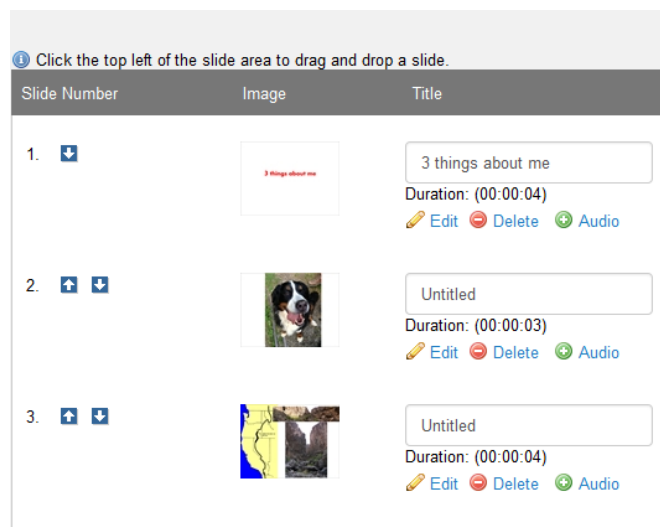 Click the top left of the slide area to drag and drop a slide.
Slide Number Image Title
1. 3 things about me 3 things about me
Duration: (00:00:04)
Edit Delete Audio
2. Untitled
Duration: (00:00:03)
Edit Delete Audio
3. Untitled
Duration: (00:00:04)
Edit Delete Audio